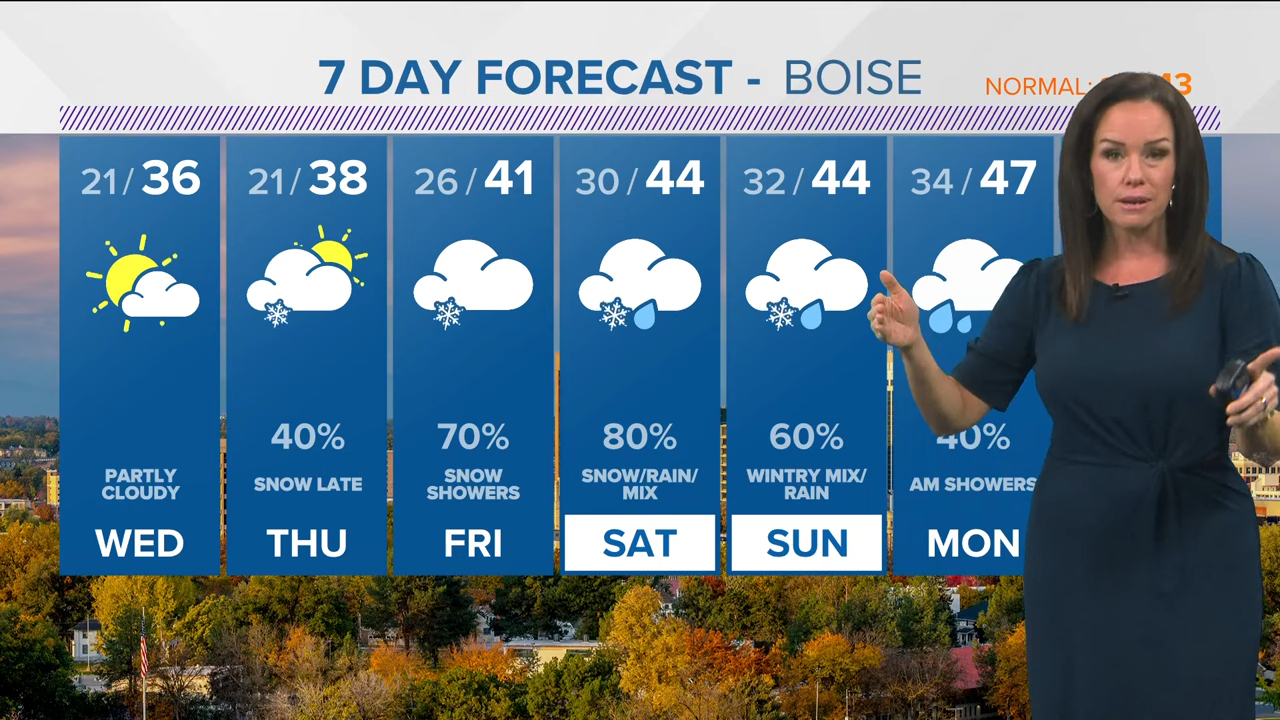 7 DAY FORECAST - BOISE
NORMAL:
21/36
21/38
26/41
30/44
32/44
34/47
40%
70%
80%
60%
40%
PARTLY
CLOUDY
SNOW LATE
SNOW
SHOWERS
SNOW/RAIN/
MIX
WINTRY MIX/
RAIN
AM SHOWERS
WED
THU
FRI
SAT
SUN
MON